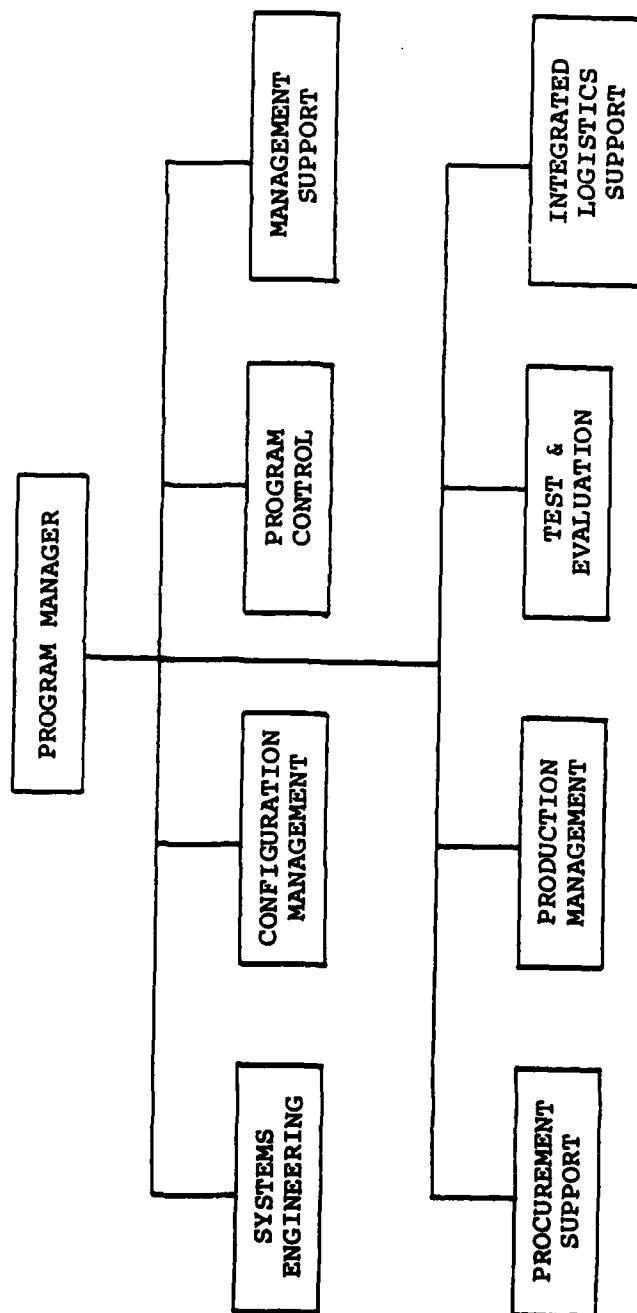 PROGRAM MANAGER
SYSTEMS
ENGINEERING
CONFIGURATION
MANAGEMENT
PROGRAM
CONTROL
MANAGEMENT
SUPPORT
PROCUREMENT
SUPPORT
PRODUCTION
MANAGEMENT
TEST &
EVALUATION
INTEGRATED
LOGISTICS
SUPPORT